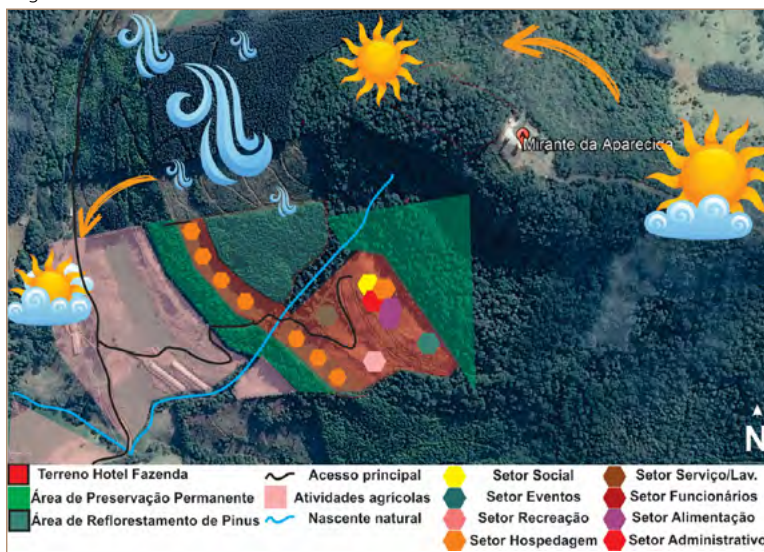 Mirante da Aparecida
N
Terreno Hotel Fazenda
Área de Preservação Permanente
Área de Reflorestamento de Pinus
Acesso principal
Atividades agrícolas
Nascente natural
Setor Social
Setor Eventos
Setor Recreação
Setor Hospedagem
Setor Serviço/Lav.
Setor Funcionários
Setor Alimentação
Setor Administrativo